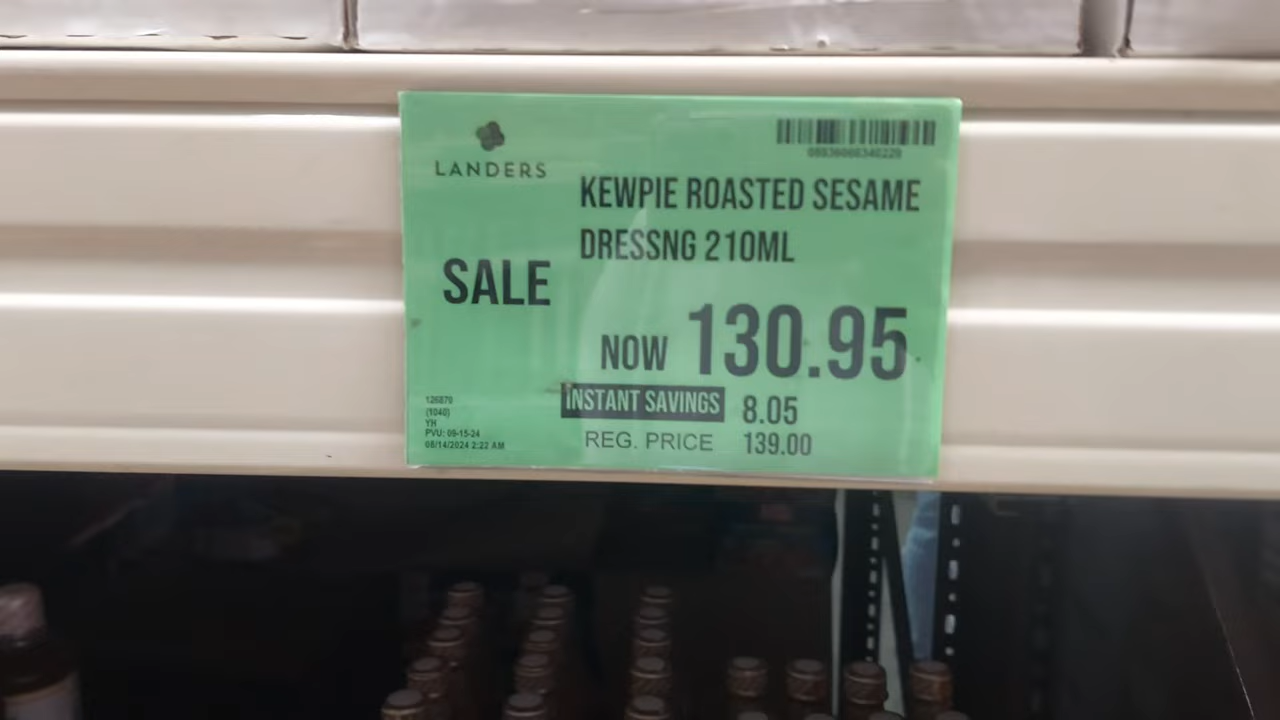 LANDERS
KEWPIE ROASTED SESAME
DRESSNG 210ML
SALE
NOW 130.95
INSTANT SAVINGS 8.05
REG. PRICE 139.00
126879
(1040)
YH
PVU: 09-15-24
08/14/2024 2:22 AM